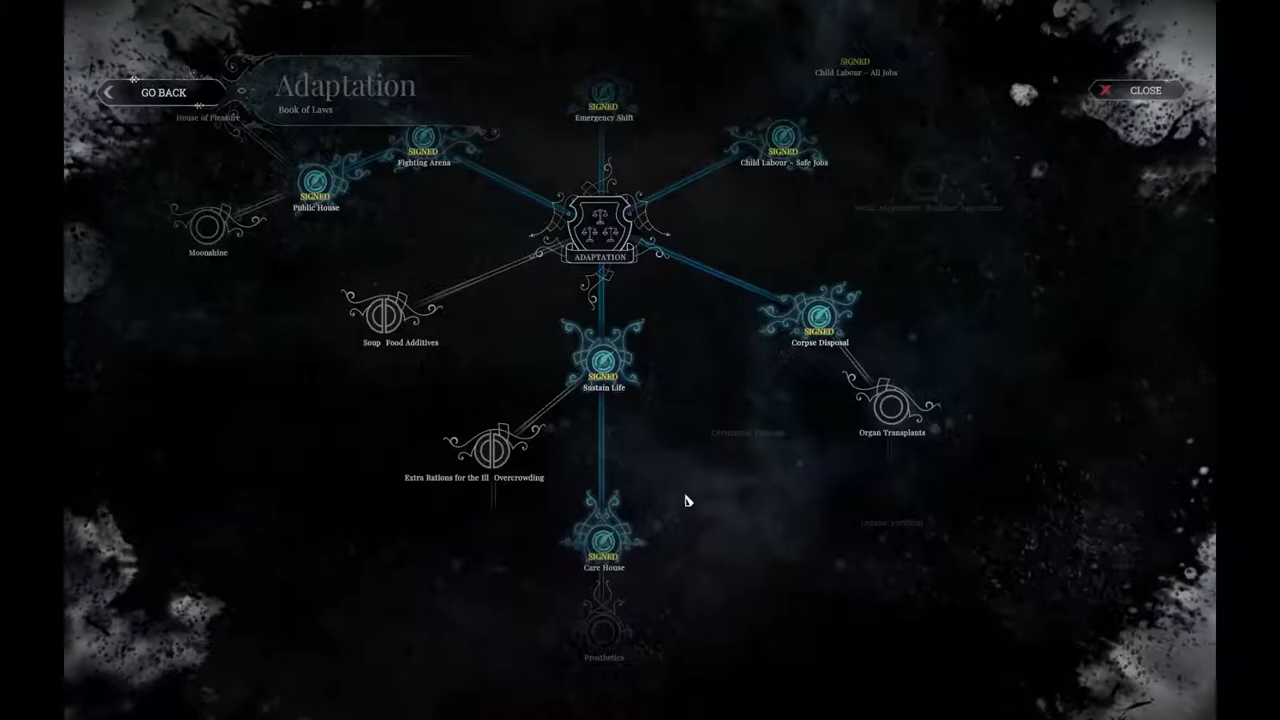 SIGNED
Child Labour - All Jobs
GO BACK
Adaptation
Book of Laws
CLOSE
House of Pleasure
SIGNED
Emergency Shift
SIGNED
Fighting Arena
SIGNED
Child Labour - Safe Jobs
SIGNED
Public House
Moonshine
ADAPTATION
Soup Food Additives
SIGNED
Corpse Disposal
SIGNED
Sustain Life
Organ Transplants
Extra Rations for the Ill Overcrowding
SIGNED
Care House
Prosthetics